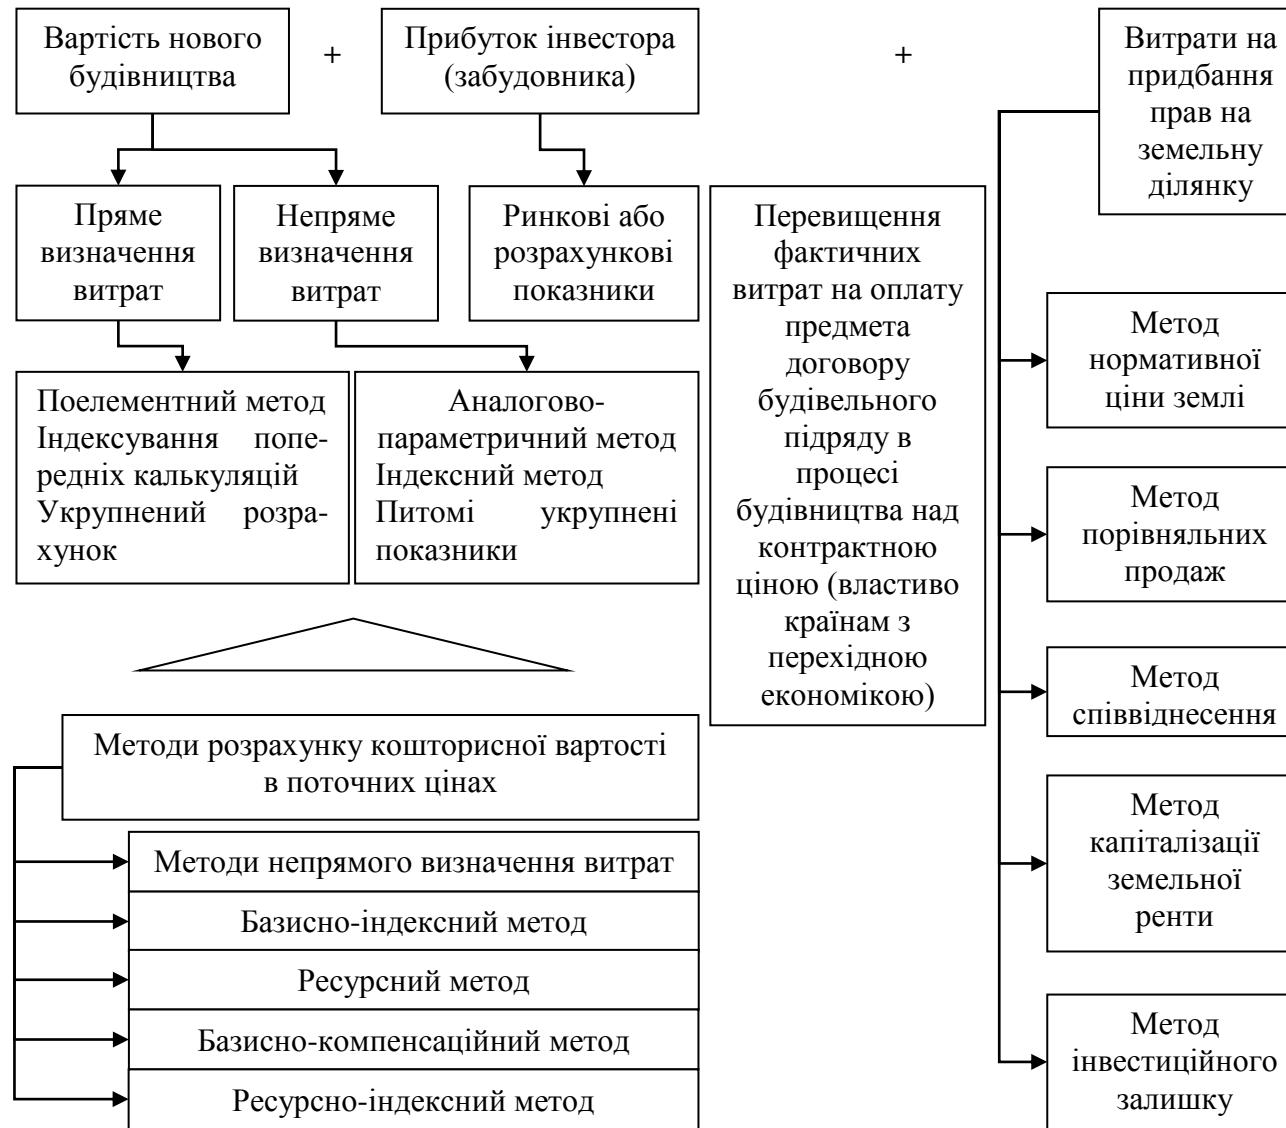 Вартість нового
будівництва
+
Прибуток інвестора
(забудовника)
+
Витрати на
придбання
прав на
земельну
ділянку
Пряме
визначення
витрат
Непряме
визначення
витрат
Ринкові або
розрахункові
показники
Перевищення
фактичних
витрат на оплату
предмета
договору
будівельного
підряду в
процесі
будівництва над
контрактною
ціною (властиво
країнам з
перехідною
економікою)
Поелементний метод
Індексування попе-
редніх калькуляцій
Укрупнений розра-
хунок
Аналогово-
параметричний метод
Індексний метод
Питомі укрупнені
показники
Методи розрахунку кошторисної вартості
в поточних цінах
Методи непрямого визначення витрат
Базисно-індексний метод
Ресурсний метод
Базисно-компенсаційний метод
Ресурсно-індексний метод
Метод
нормативної
ціни землі
Метод
порівняльних
продаж
Метод
співвіднесення
Метод
капіталізації
земельної
ренти
Метод
інвестиційного
залишку